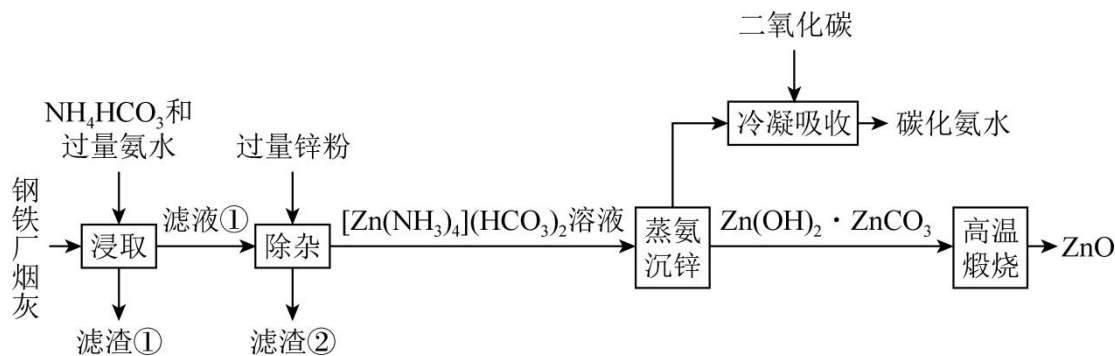 二氧化碳
NH₄HCO₃和
过量氨水
过量锌粉
冷凝吸收
碳化氨水
钢铁厂烟灰
浸取
滤液①
除杂
[Zn(NH₃)₄](HCO₃)₂溶液
蒸氨
沉锌
Zn(OH)₂·ZnCO₃
高温
煅烧
ZnO
滤渣①
滤渣②